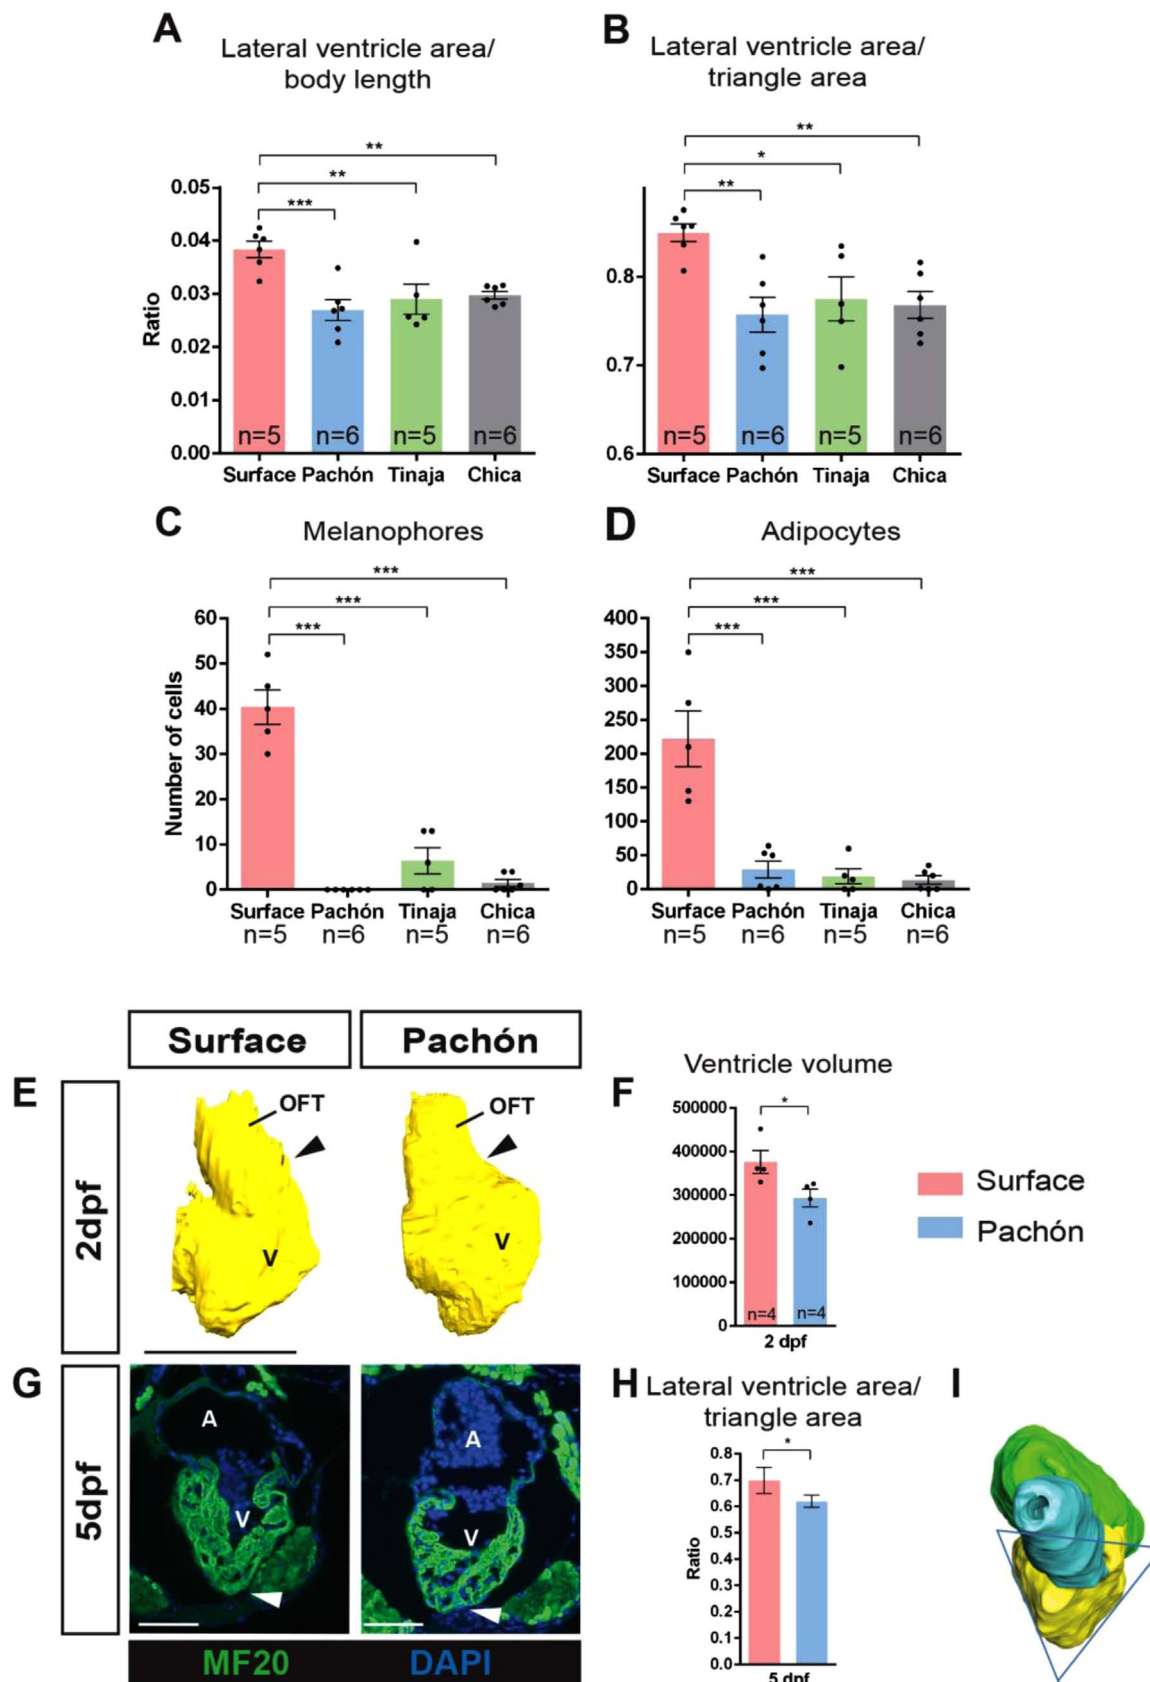 A
Lateral ventricle area/
body length
**
**
***
0.05
0.04
0.03
0.02
0.01
0.00
Ratio
n=5
n=6
n=5
n=6
Surface Pachón Tinaja Chica
B
Lateral ventricle area/
triangle area
**
*
**
0.8
0.7
0.6
n=5
n=6
n=5
n=6
Surface Pachón Tinaja Chica
C
Melanophores
***
***
***
60
50
40
30
20
10
0
Number of cells
Surface Pachón Tinaja Chica
n=5 n=6 n=5 n=6
D
Adipocytes
***
***
***
400
350
300
250
200
150
100
50
0
Surface Pachón Tinaja Chica
n=5 n=6 n=5 n=6
Surface
Pachón
E
2dpf
OFT
V
OFT
V
F
Ventricle volume
*
500000
400000
300000
200000
100000
0
n=4
n=4
2 dpf
Surface
Pachón
G
5dpf
A
V
A
V
MF20
DAPI
H
Lateral ventricle area/
triangle area
*
0.8
0.7
0.6
0.5
0.4
0.3
0.2
0.1
0.0
Ratio
5 dpf
I